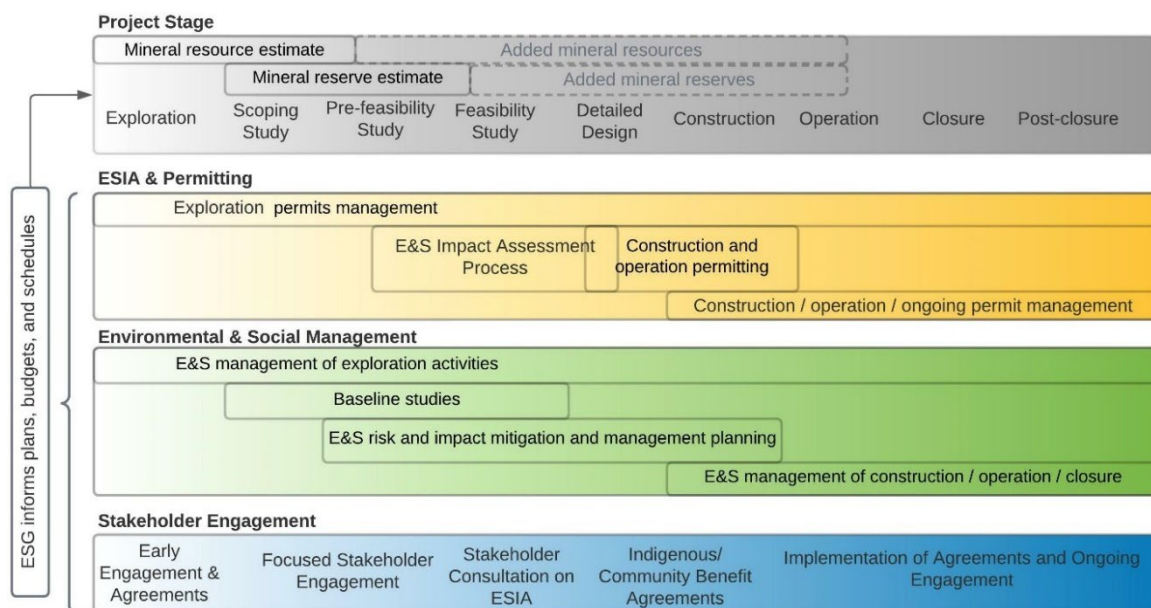 Project Stage
Mineral resource estimate
Added mineral resources
Mineral reserve estimate
Added mineral reserves
Exploration
Scoping
Study
Pre-feasibility
Study
Feasibility
Study
Detailed
Design
Construction
Operation
Closure
Post-closure
ESG informs plans, budgets, and schedules
ESIA & Permitting
Exploration permits management
E&S Impact Assessment
Process
Construction and
operation permitting
Construction / operation / ongoing permit management
Environmental & Social Management
E&S management of exploration activities
Baseline studies
E&S risk and impact mitigation and management planning
E&S management of construction / operation / closure
Stakeholder Engagement
Early
Engagement &
Agreements
Focused Stakeholder
Engagement
Stakeholder
Consultation on
ESIA
Indigenous/
Community Benefit
Agreements
Implementation of Agreements and Ongoing
Engagement